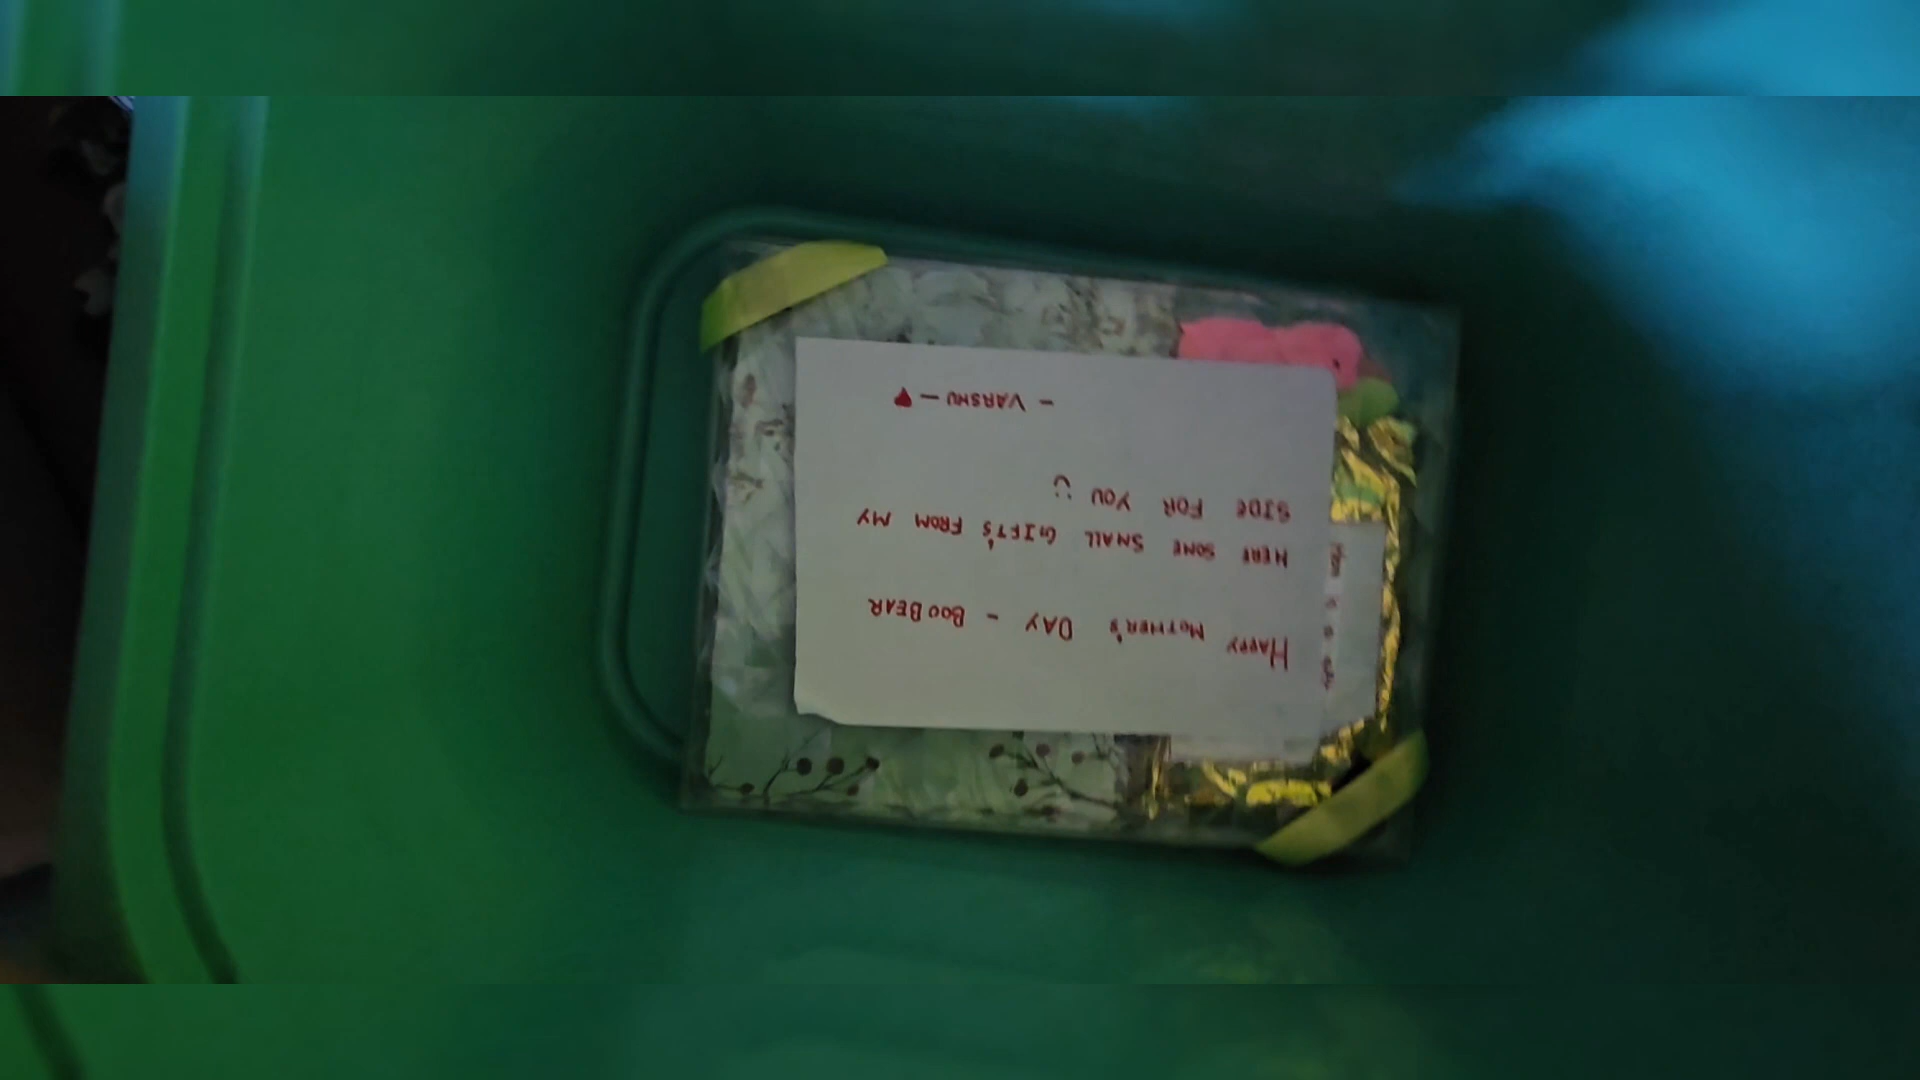 HAPPY MOTHER'S DAY - BOOBEAR
HERE SOME SMALL GIFT'S FROM MY
SIDE FOR YOU :)
- VARSHU - ♥